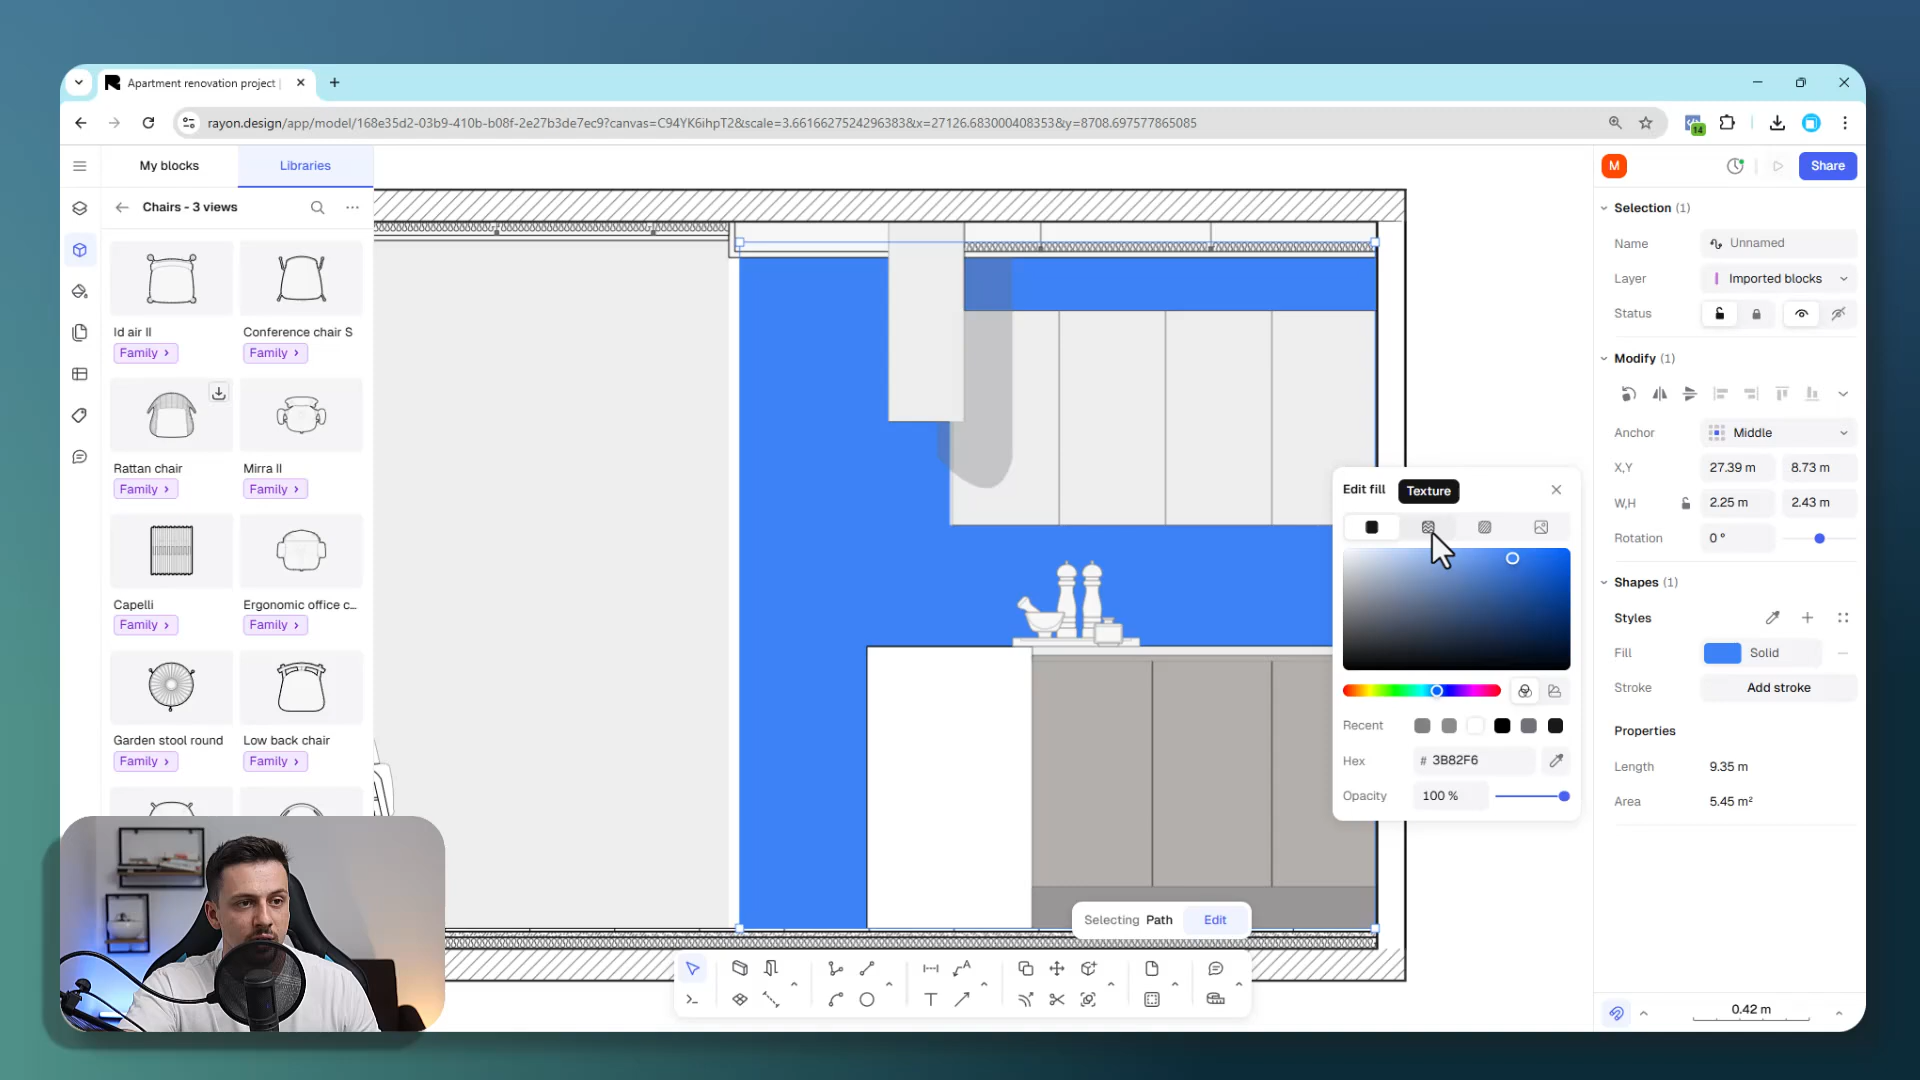 Apartment renovation project |
rayon.design/app/model/168e35d2-03b9-410b-b08f-2e27b3de7ec9?canvas=C94YK6ihpT2&scale=3.6616627524296383&x=27126.683000408353&y=8708.697577865085
14
My blocks
Libraries
M
Share
Chairs - 3 views
Selection (1)
Name
Unnamed
Layer
Imported blocks
Status
Id air II
Conference chair S
Family
Family
Modify (1)
Anchor
Middle
X,Y
27.39 m
8.73 m
Rattan chair
Mirra II
Family
Family
Edit fill
Texture
W,H
2.25 m
2.43 m
Rotation
0 °
Shapes (1)
Capelli
Ergonomic office c...
Family
Family
Styles
Fill
Solid
Stroke
Add stroke
Recent
Properties
Garden stool round
Low back chair
Family
Family
Hex
# 3B82F6
Length
9.35 m
Opacity
100 %
Area
5.45 m²
Selecting Path
Edit
0.42 m